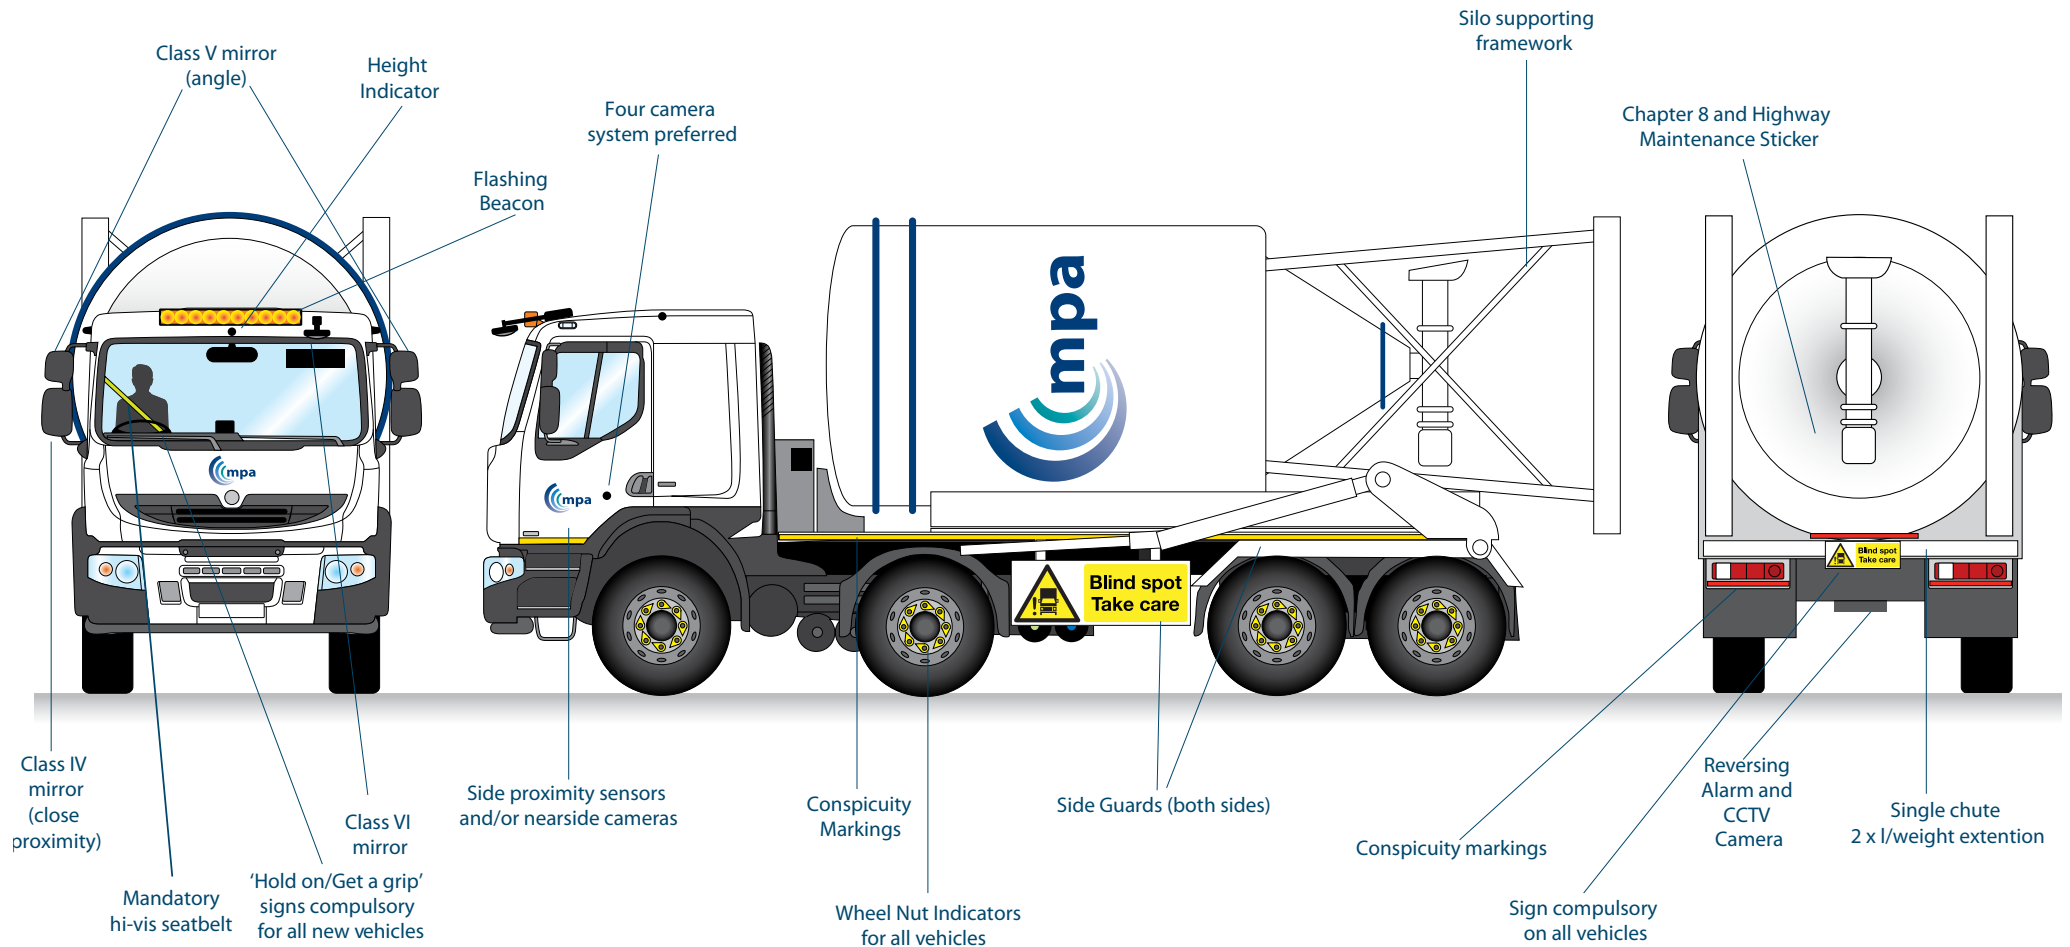 Class V mirror
(angle)
Height
Indicator
Four camera
system preferred
Flashing
Beacon
Silo supporting
framework
Chapter 8 and Highway
Maintenance Sticker
mpa
mpa
mpa
Blind spot
Take care
Blind spot
Take care
Class IV
mirror
(close
proximity)
Mandatory
hi-vis seatbelt
'Hold on/Get a grip'
signs compulsory
for all new vehicles
Class VI
mirror
Side proximity sensors
and/or nearside cameras
Conspicuity
Markings
Wheel Nut Indicators
for all vehicles
Side Guards (both sides)
Conspicuity markings
Sign compulsory
on all vehicles
Reversing
Alarm and
CCTV
Camera
Single chute
2 x l/weight extention